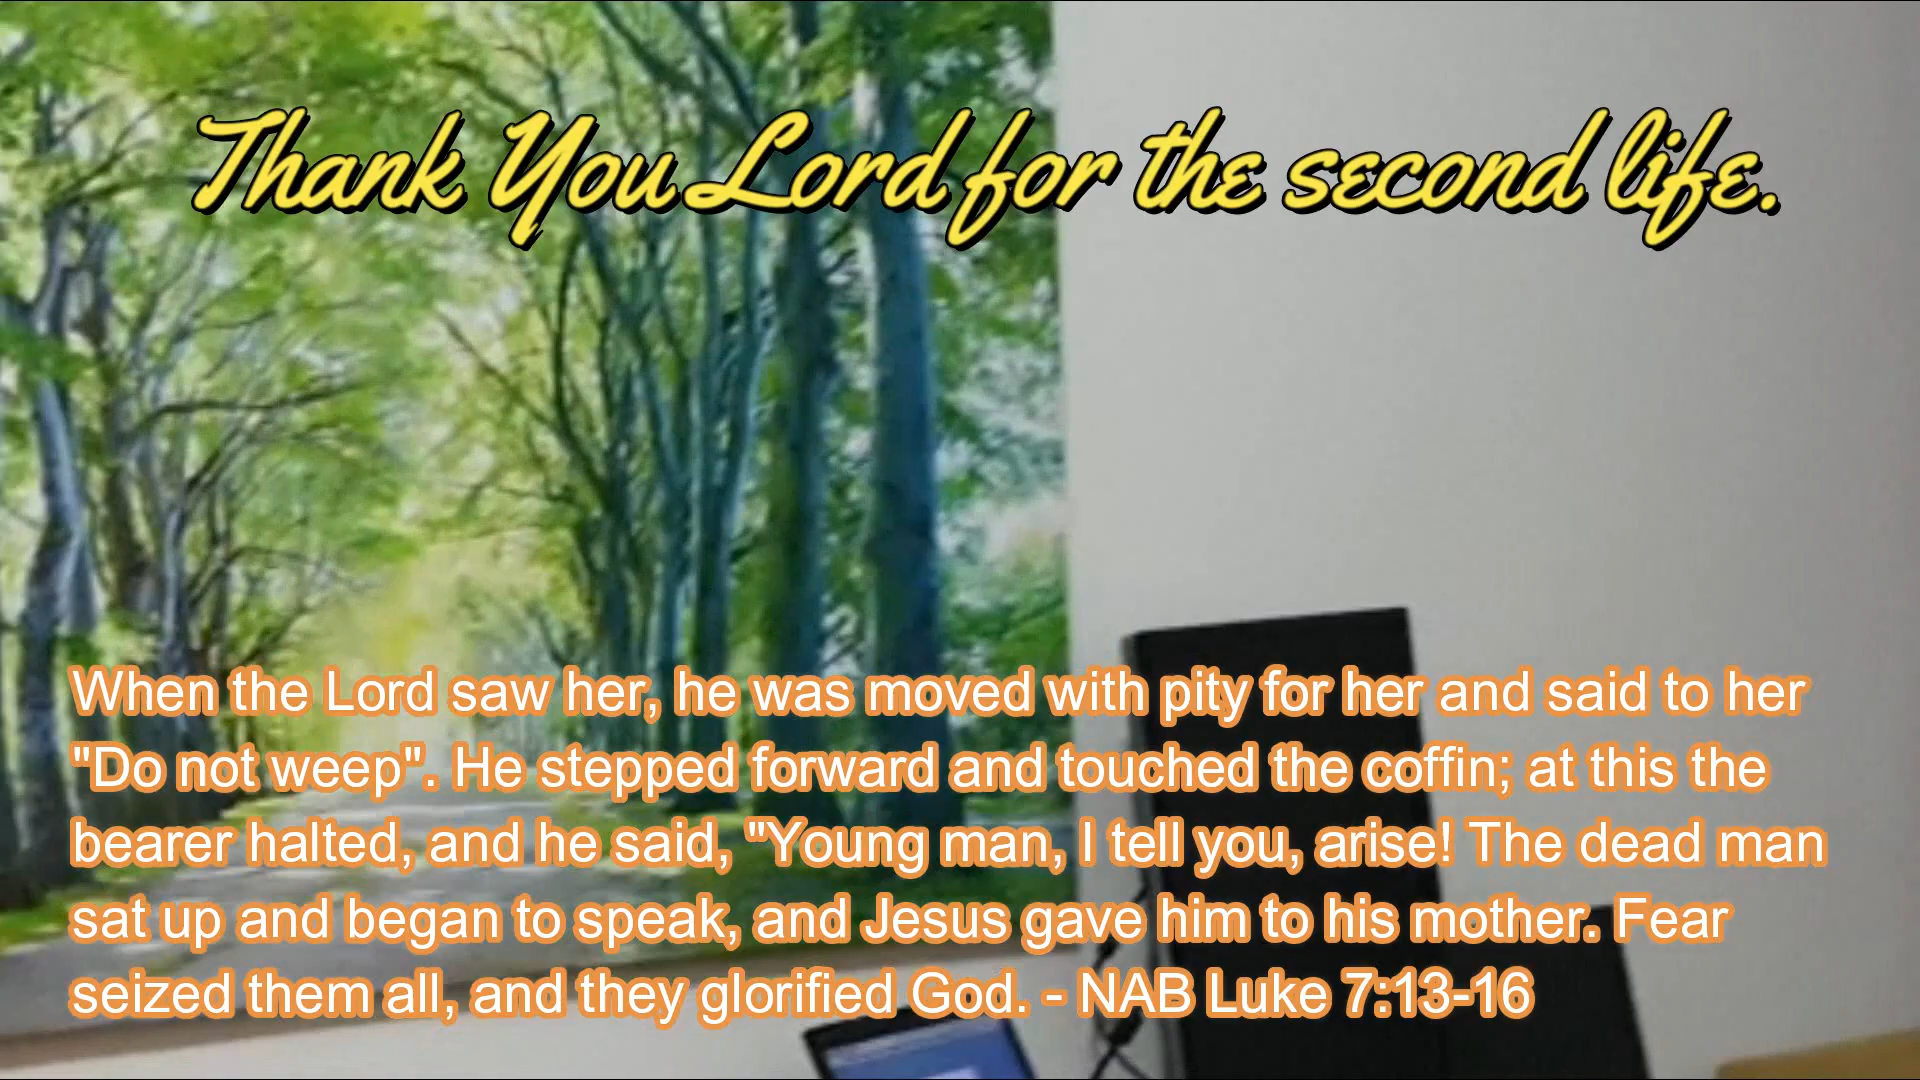 Thank You Lord for the second life.
When the Lord saw her, he was moved with pity for her and said to her
"Do not weep". He stepped forward and touched the coffin; at this the
bearer halted, and he said, "Young man, I tell you, arise! The dead man
sat up and began to speak, and Jesus gave him to his mother. Fear
seized them all, and they glorified God. - NAB Luke 7:13-16